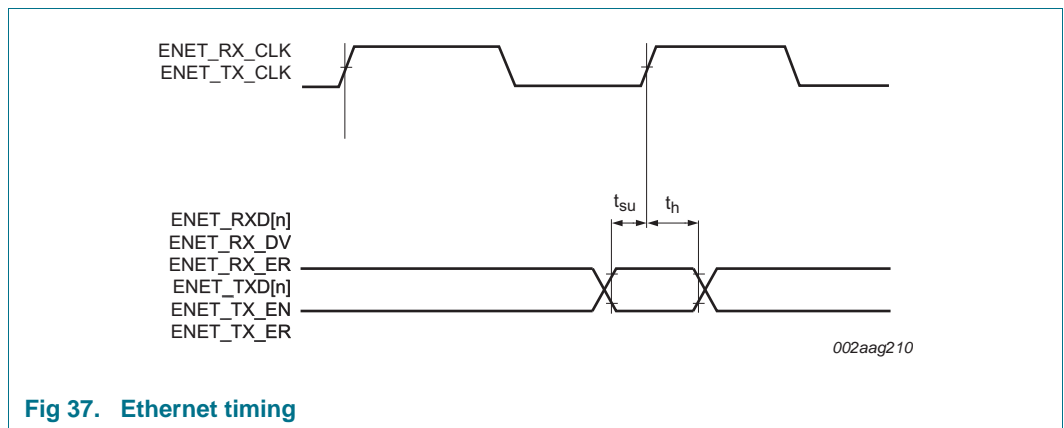 ENET_RX_CLK
ENET_TX_CLK
tsu
th
ENET_RXD[n]
ENET_RX_DV
ENET_RX_ER
ENET_TXD[n]
ENET_TX_EN
ENET_TX_ER
002aag210
Fig 37. Ethernet timing